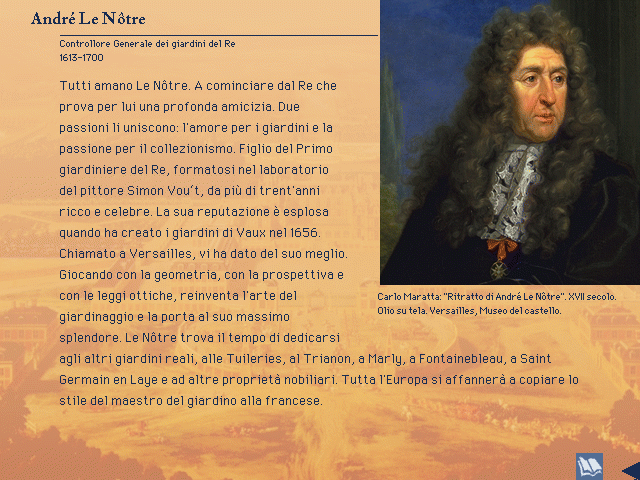 André Le Nôtre
Controllore Generale dei giardini del Re
1613-1700
Tutti amano Le Nôtre. A cominciare dal Re che
prova per lui una profonda amicizia. Due
passioni li uniscono: l'amore per i giardini e la
passione per il collezionismo. Figlio del Primo
giardiniere del Re, formatosi nel laboratorio
del pittore Simon Vou‘t, da più di trent'anni
ricco e celebre. La sua reputazione è esplosa
quando ha creato i giardini di Vaux nel 1656.
Chiamato a Versailles, vi ha dato del suo meglio.
Giocando con la geometria, con la prospettiva e
con le leggi ottiche, reinventa l'arte del
giardinaggio e la porta al suo massimo
splendore. Le Nôtre trova il tempo di dedicarsi
agli altri giardini reali, alle Tuileries, al Trianon, a Marly, a Fontainebleau, a Saint
Germain en Laye e ad altre proprietà nobiliari. Tutta l'Europa si affannerà a copiare lo
stile del maestro del giardino alla francese.
Carlo Maratta: "Ritratto di André Le Nôtre". XVII secolo.
Olio su tela. Versailles, Museo del castello.